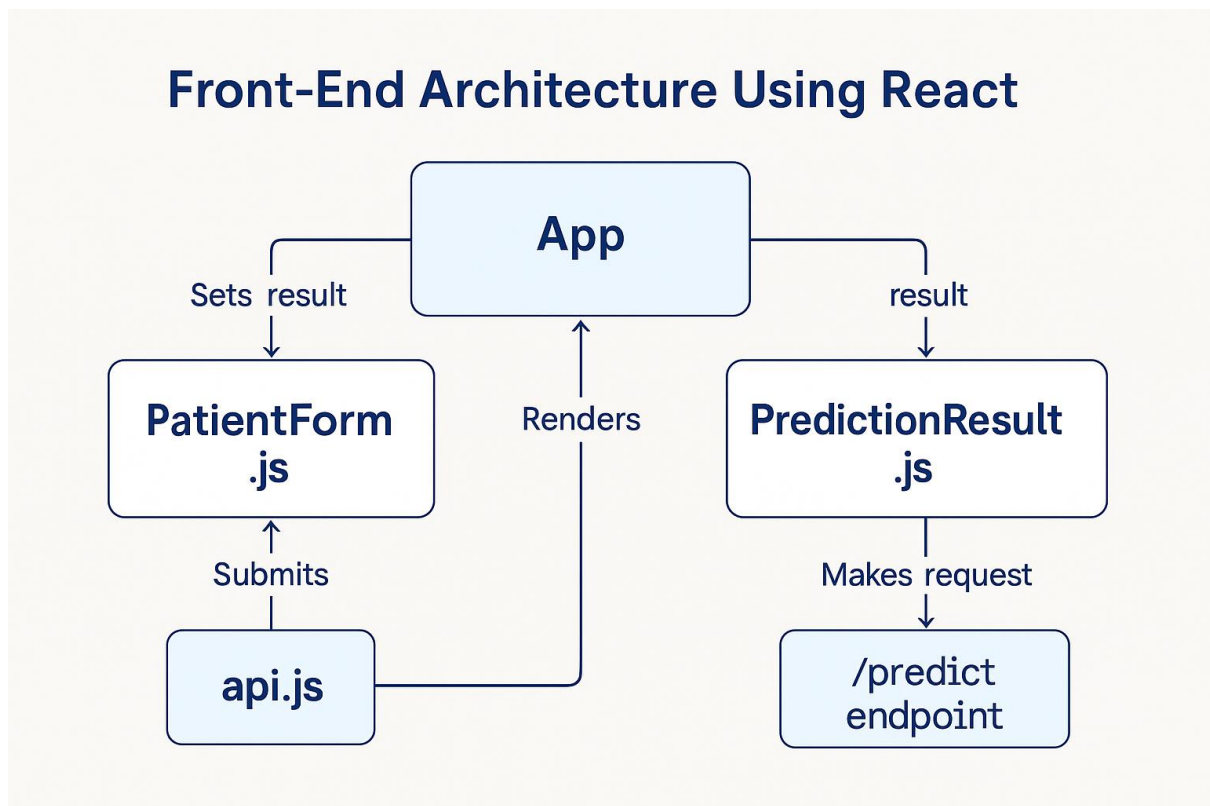 Front-End Architecture Using React
App
Sets result
result
PatientForm
.js
Renders
PredictionResult
.js
Submits
Makes request
api.js
/predict
endpoint